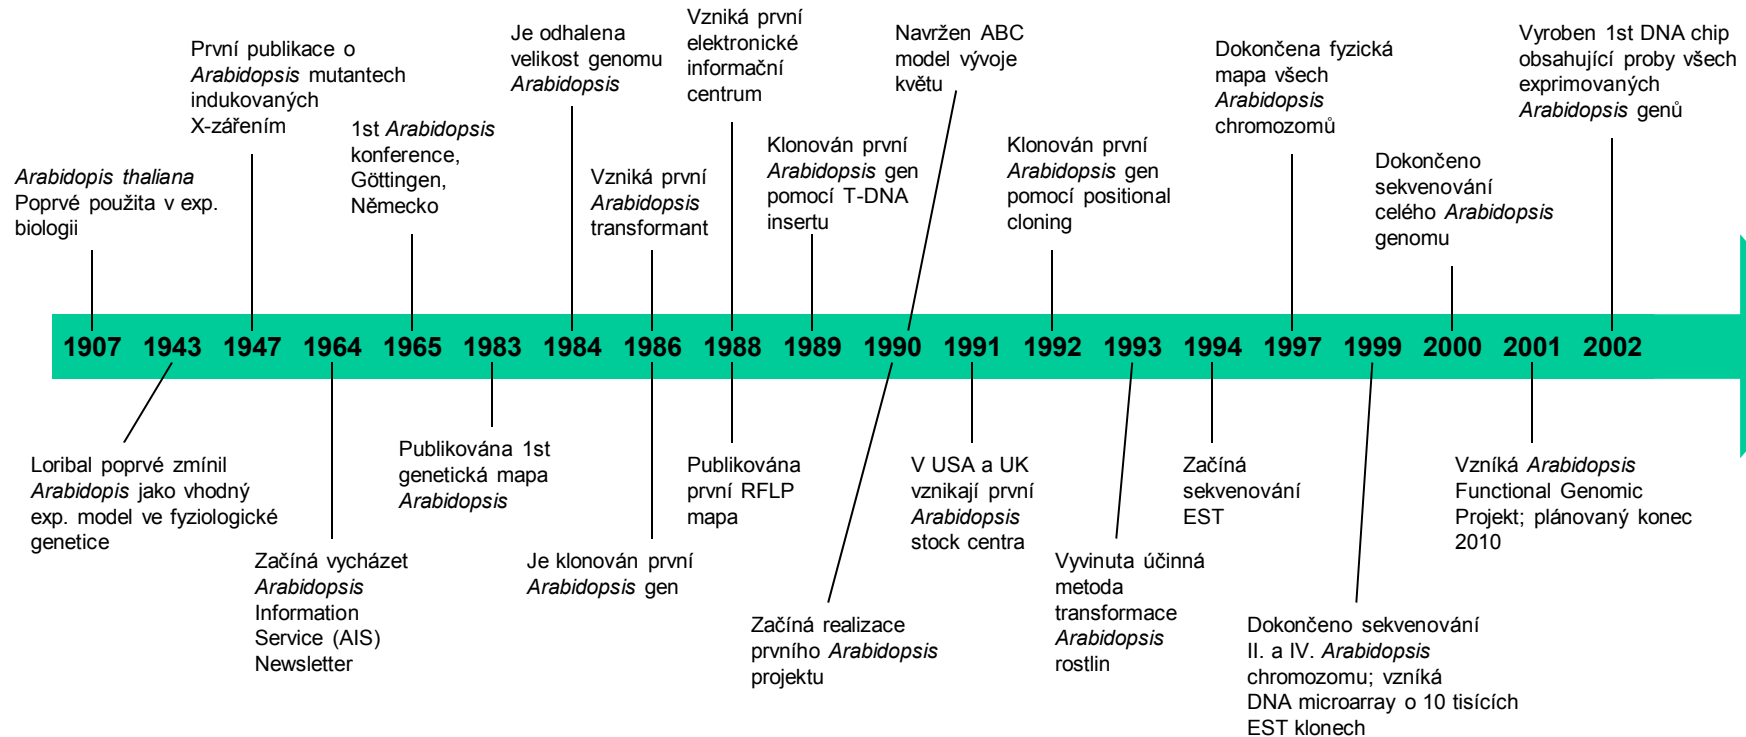 Arabidopis thaliana
Poprvé použita v exp.
biologii
První publikace o
Arabidopsis mutantech
indukovaných
X-zářením
1st Arabidopsis
konference,
Göttingen,
Německo
Je odhalena
velikost genomu
Arabidopsis
Vzniká první
Arabidopsis
transformant
Vzniká první
elektronické
informační
centrum
Klonován první
Arabidopsis gen
pomocí T-DNA
insertu
Navržen ABC
model vývoje
květu
Klonován první
Arabidopsis gen
pomocí positional
cloning
Dokončena fyzická
mapa všech
Arabidopsis
chromozomů
Dokončeno
sekvenování
celého Arabidopsis
genomu
Vyroben 1st DNA chip
obsahující proby všech
exprimovaných
Arabidopsis genů
1907 1943 1947 1964 1965 1983 1984 1986 1988 1989 1990 1991 1992 1993 1994 1997 1999 2000 2001 2002
Loribal poprvé zmínil
Arabidopis jako vhodný
exp. model ve fyziologické
genetice
Začíná vycházet
Arabidopsis
Information
Service (AIS)
Newsletter
Publikována 1st
genetická mapa
Arabidopsis
Je klonován první
Arabidopsis gen
Publikována
první RFLP
mapa
Začíná realizace
prvního Arabidopsis
projektu
V USA a UK
vznikají první
Arabidopsis
stock centra
Vyvinuta účinná
metoda
transformace
Arabidopsis
rostlin
Začíná
sekvenování
EST
Dokončeno sekvenování
II. a IV. Arabidopsis
chromozomu; vzníká
DNA microarray o 10 tisících
EST klonech
Vzníká Arabidopsis
Functional Genomic
Projekt; plánovaný konec
2010